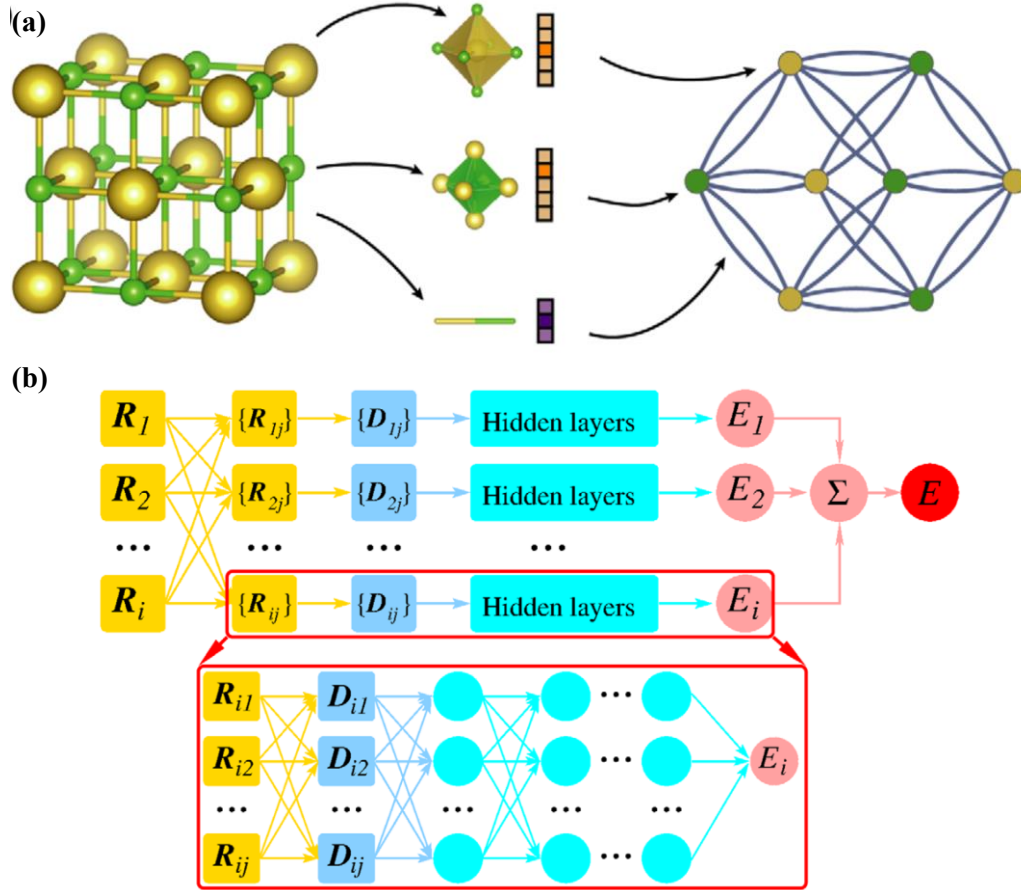 (a)
(b)
R1 {R1j} {D1j} Hidden layers E1
R2 {R2j} {D2j} Hidden layers E2 Σ E
... ... ... ...
Ri {Rij} {Dij} Hidden layers Ei
Ri1 Di1 ...
Ri2 Di2 ... Ei
... ... ... ... ...
Rij Dij ...